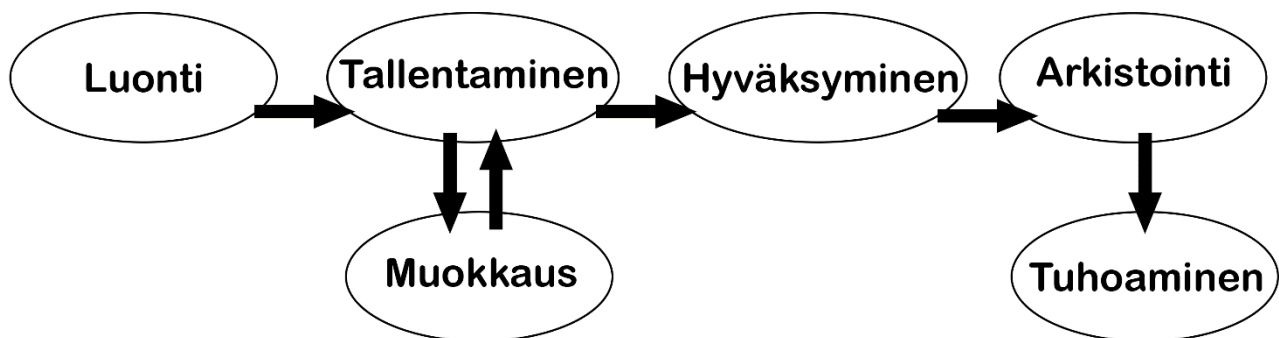 Luonti
Tallentaminen
Hyväksyminen
Arkistointi
Muokkaus
Tuhoaminen